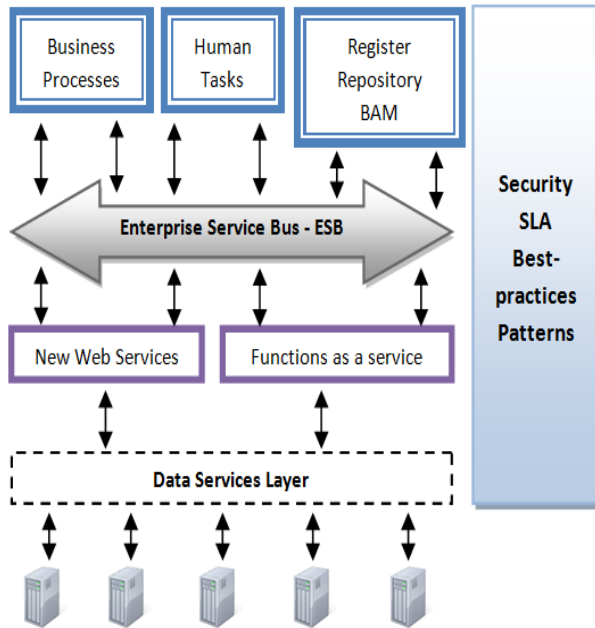 Business
Processes
Human
Tasks
Register
Repository
BAM
Enterprise Service Bus - ESB
New Web Services
Functions as a service
Data Services Layer
Security
SLA
Best-
practices
Patterns